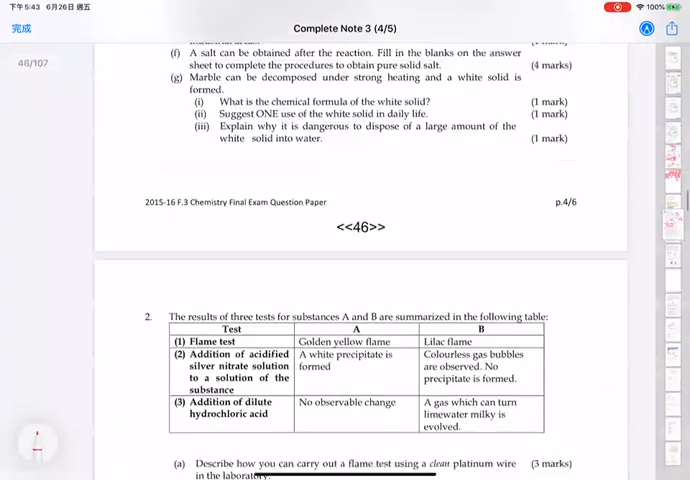 下午5:43 6月26日 週五
100%
完成
Complete Note 3 (4/5)
46/107
(f) A salt can be obtained after the reaction. Fill in the blanks on the answer
sheet to complete the procedures to obtain pure solid salt. (4 marks)
(g) Marble can be decomposed under strong heating and a white solid is
formed.
(i) What is the chemical formula of the white solid? (1 mark)
(ii) Suggest ONE use of the white solid in daily life. (1 mark)
(iii) Explain why it is dangerous to dispose of a large amount of the
white solid into water. (1 mark)
2015-16 F.3 Chemistry Final Exam Question Paper p.4/6
<<46>>
2. The results of three tests for substances A and B are summarized in the following table:
Test A B
(1) Flame test Golden yellow flame Lilac flame
(2) Addition of acidified A white precipitate is Colourless gas bubbles
silver nitrate solution formed are observed. No
to a solution of the precipitate is formed.
substance
(3) Addition of dilute No observable change A gas which can turn
hydrochloric acid limewater milky is
evolved.
(a) Describe how you can carry out a flame test using a clean platinum wire (3 marks)
in the laboratory.